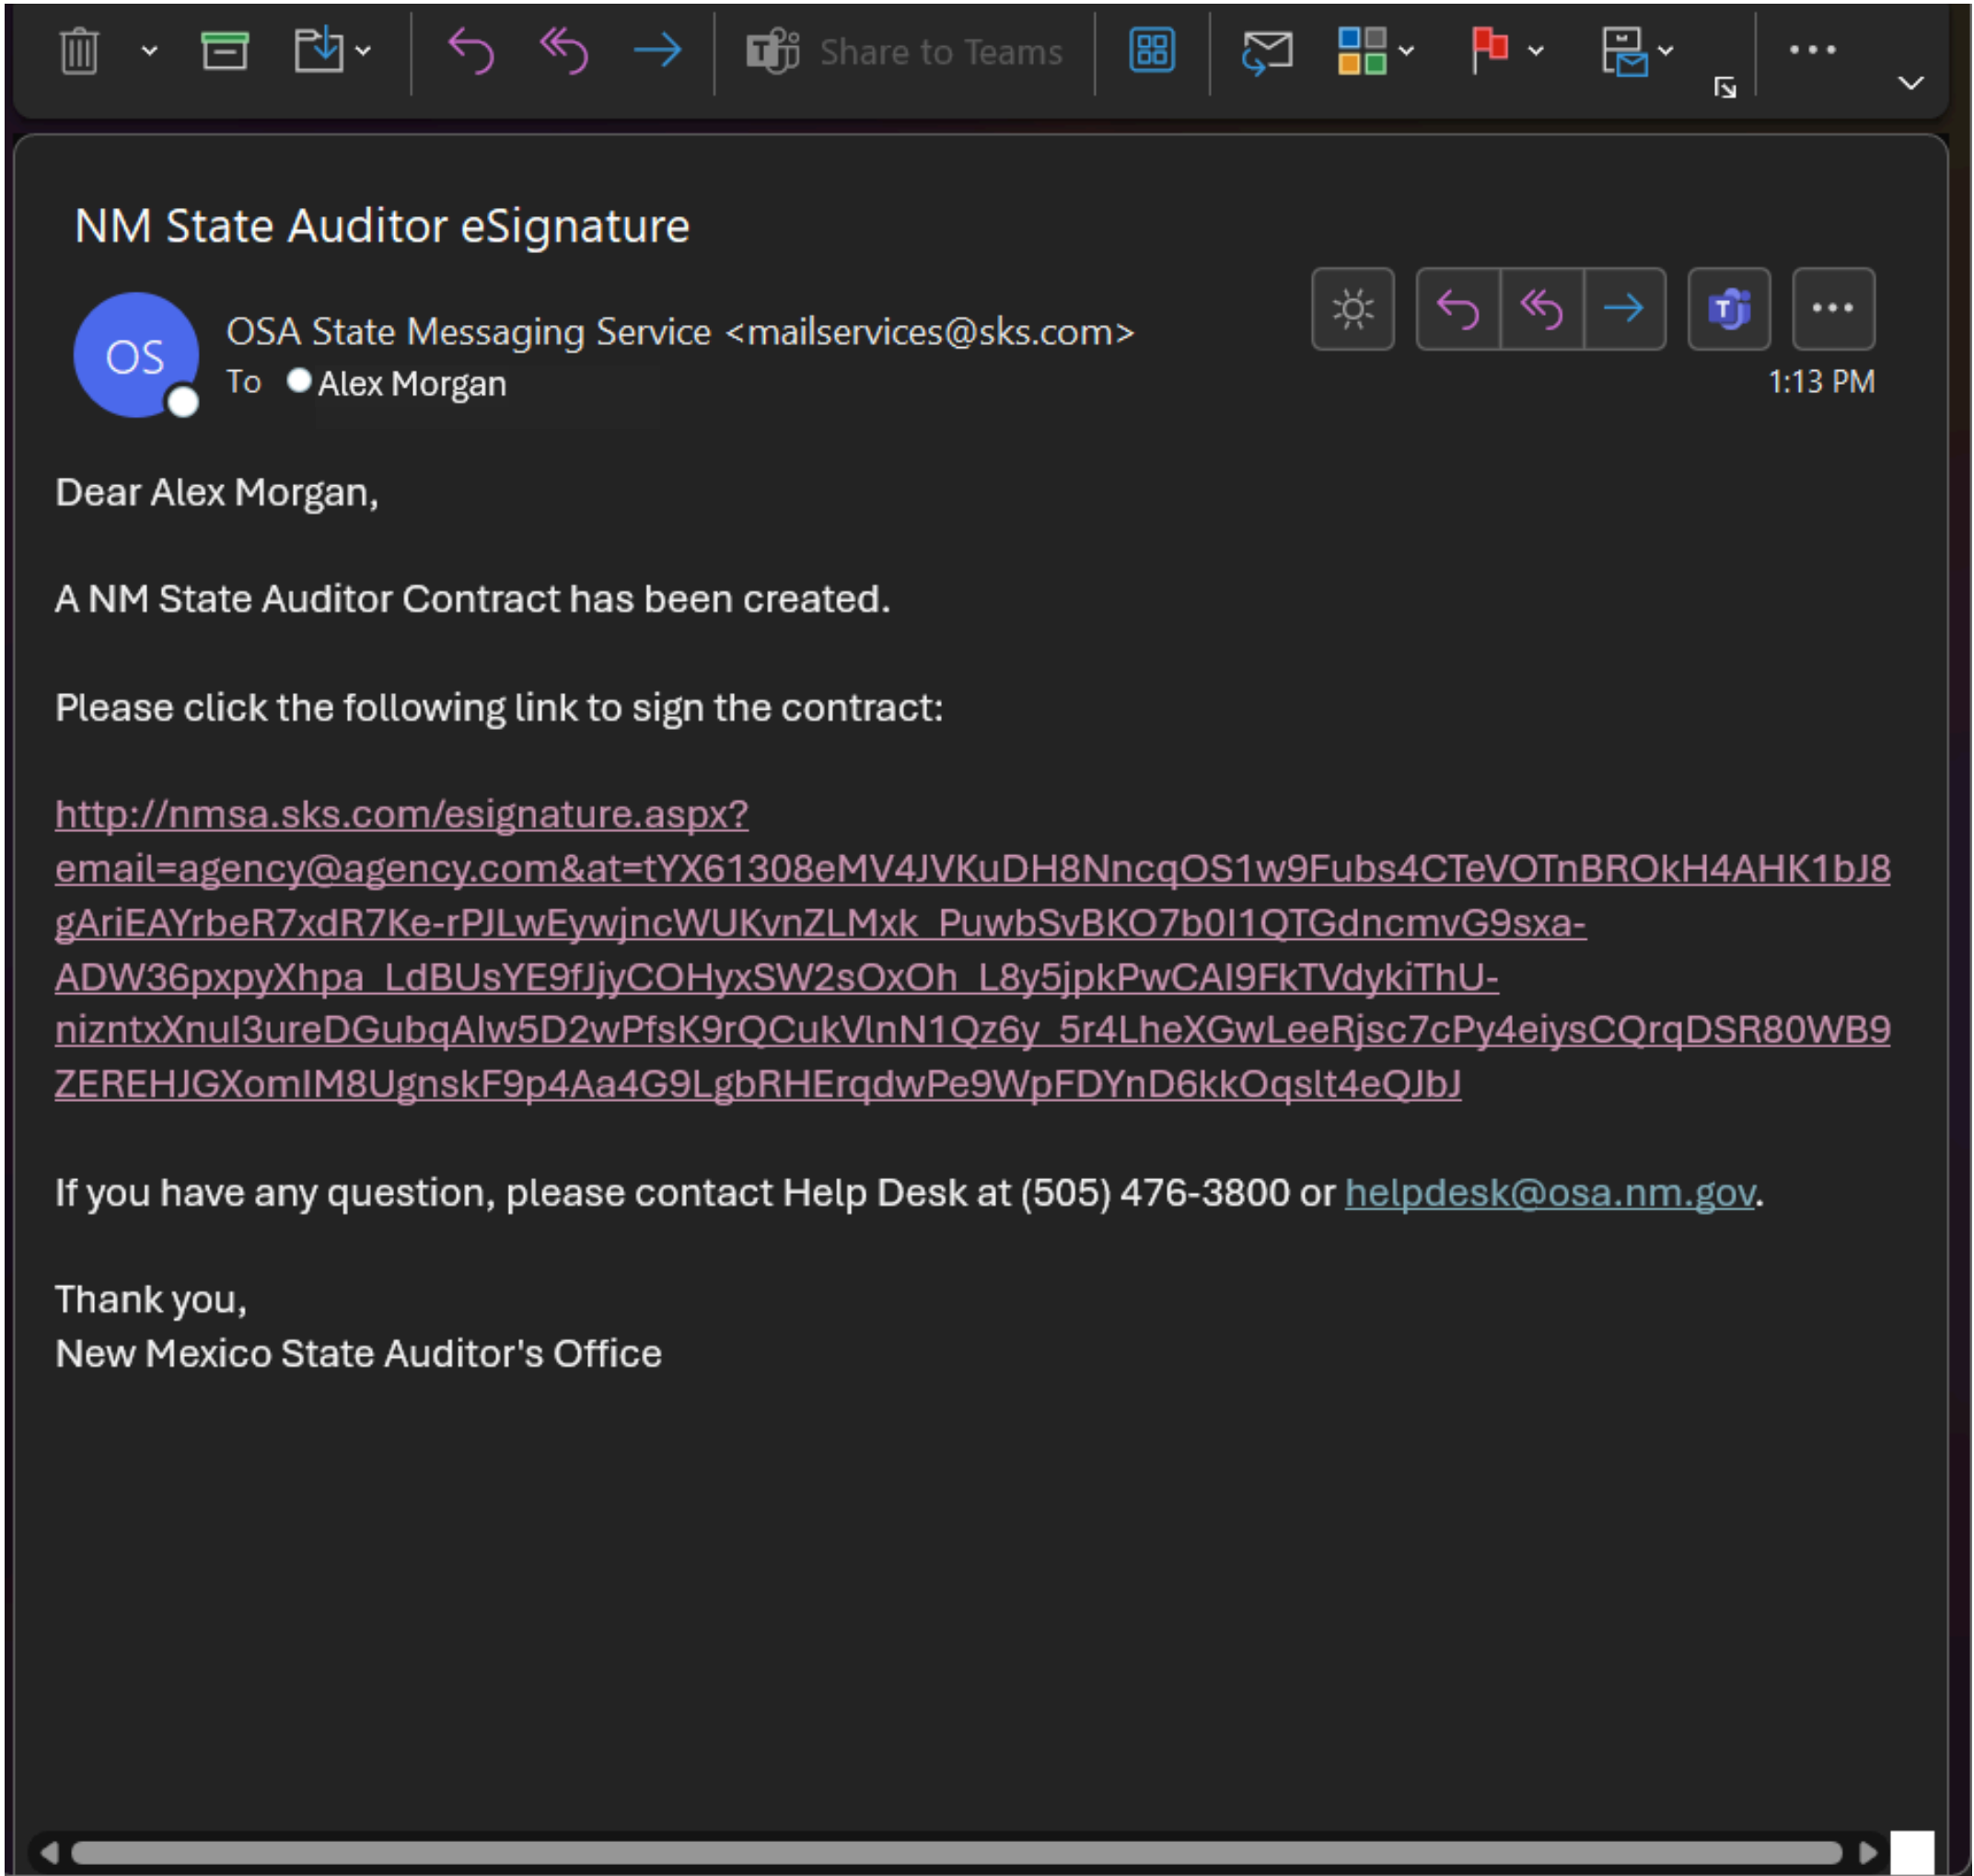 Share to Teams
NM State Auditor eSignature
OS
OSA State Messaging Service <mailservices@sks.com>
To Alex Morgan
1:13 PM
Dear Alex Morgan,
A NM State Auditor Contract has been created.
Please click the following link to sign the contract:
http://nmsa.sks.com/esignature.aspx?
email=agency@agency.com&at=tYX61308eMV4JVKuDH8NncqOS1w9Fubs4CTeVOTnBROkH4AHK1bJ8
gAriEAYrbeR7xdR7Ke-rPJLwEywjncWUKvnZLMxk_PuwbSvBKO7b0I1QTGdncmvG9sxa-
ADW36pxpyXhpa_LdBUsYE9fJjyCOHyxSW2sOxOh_L8y5jpkPwCAI9FkTVdykiThU-
nizntxXnuI3ureDGubqAIw5D2wPfsK9rQCukVlnN1Qz6y_5r4LheXGwLeeRjsc7cPy4eiysCQrqDSR80WB9
ZEREHJGXomIM8UgnskF9p4Aa4G9LgbRHErqdwPe9WpFDYnD6kkOqslt4eQJbJ
If you have any question, please contact Help Desk at (505) 476-3800 or helpdesk@osa.nm.gov.
Thank you,
New Mexico State Auditor's Office